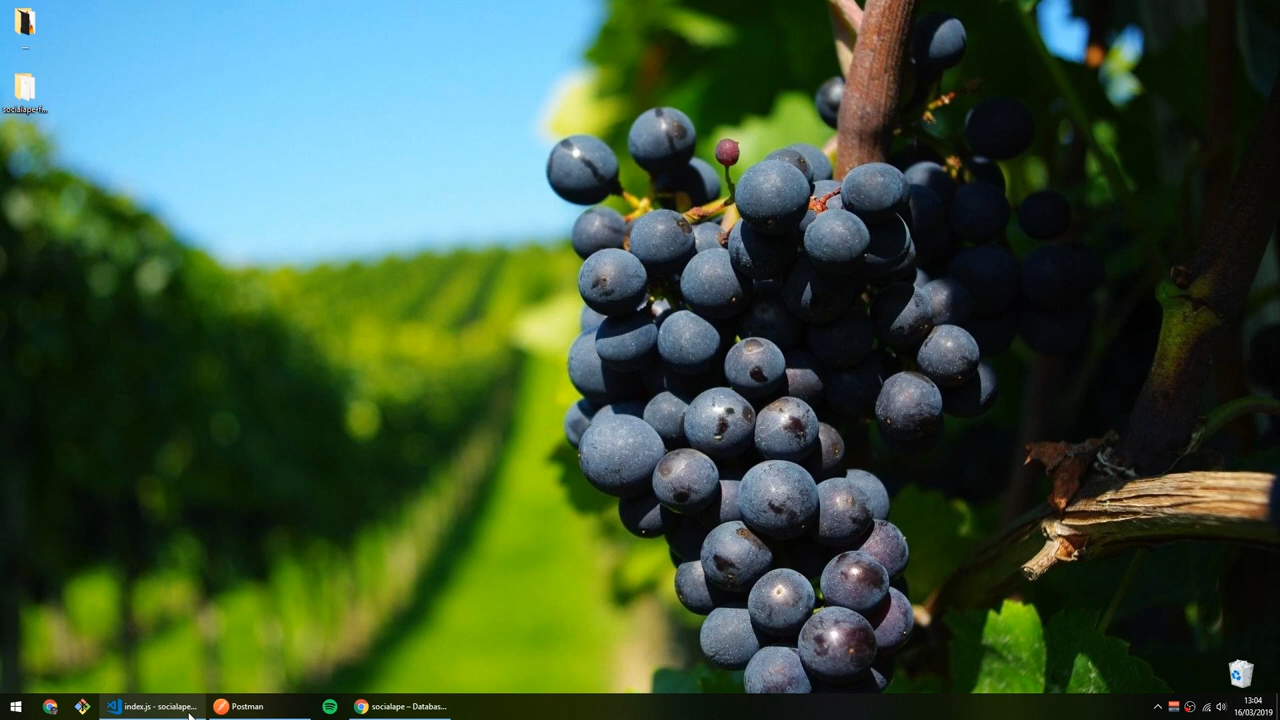 ...
socialape-f...
index.js - socialape...
Postman
socialape – Databas...
13:04
16/03/2019